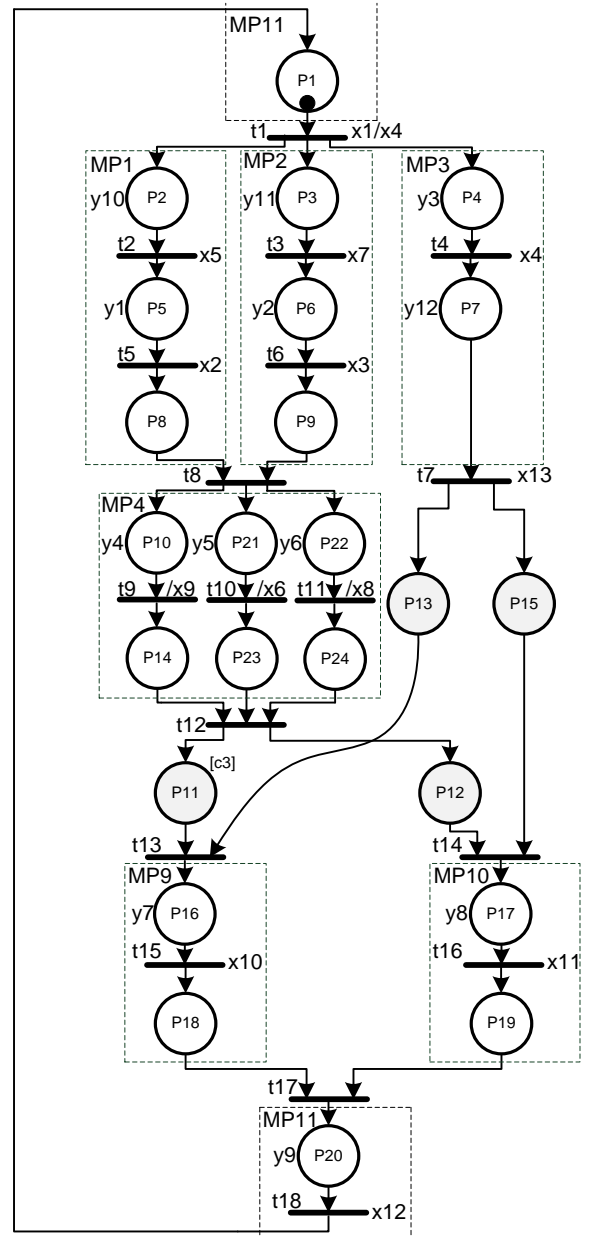 MP11
P1
t1 x1/x4
MP1 MP2 MP3
y10 P2 y11 P3 y3 P4
t2 x5 t3 x7 t4 x4
y1 P5 y2 P6 y12 P7
t5 x2 t6 x3
P8 P9
t8 t7 x13
MP4
y4 P10 y5 P21 y6 P22
t9 /x9 t10 /x6 t11 /x8
P13 P15
P14 P23 P24
t12
[c3]
P11 P12
t13 t14
MP9 MP10
y7 P16 y8 P17
t15 x10 t16 x11
P18 P19
t17
MP11
y9 P20
t18 x12